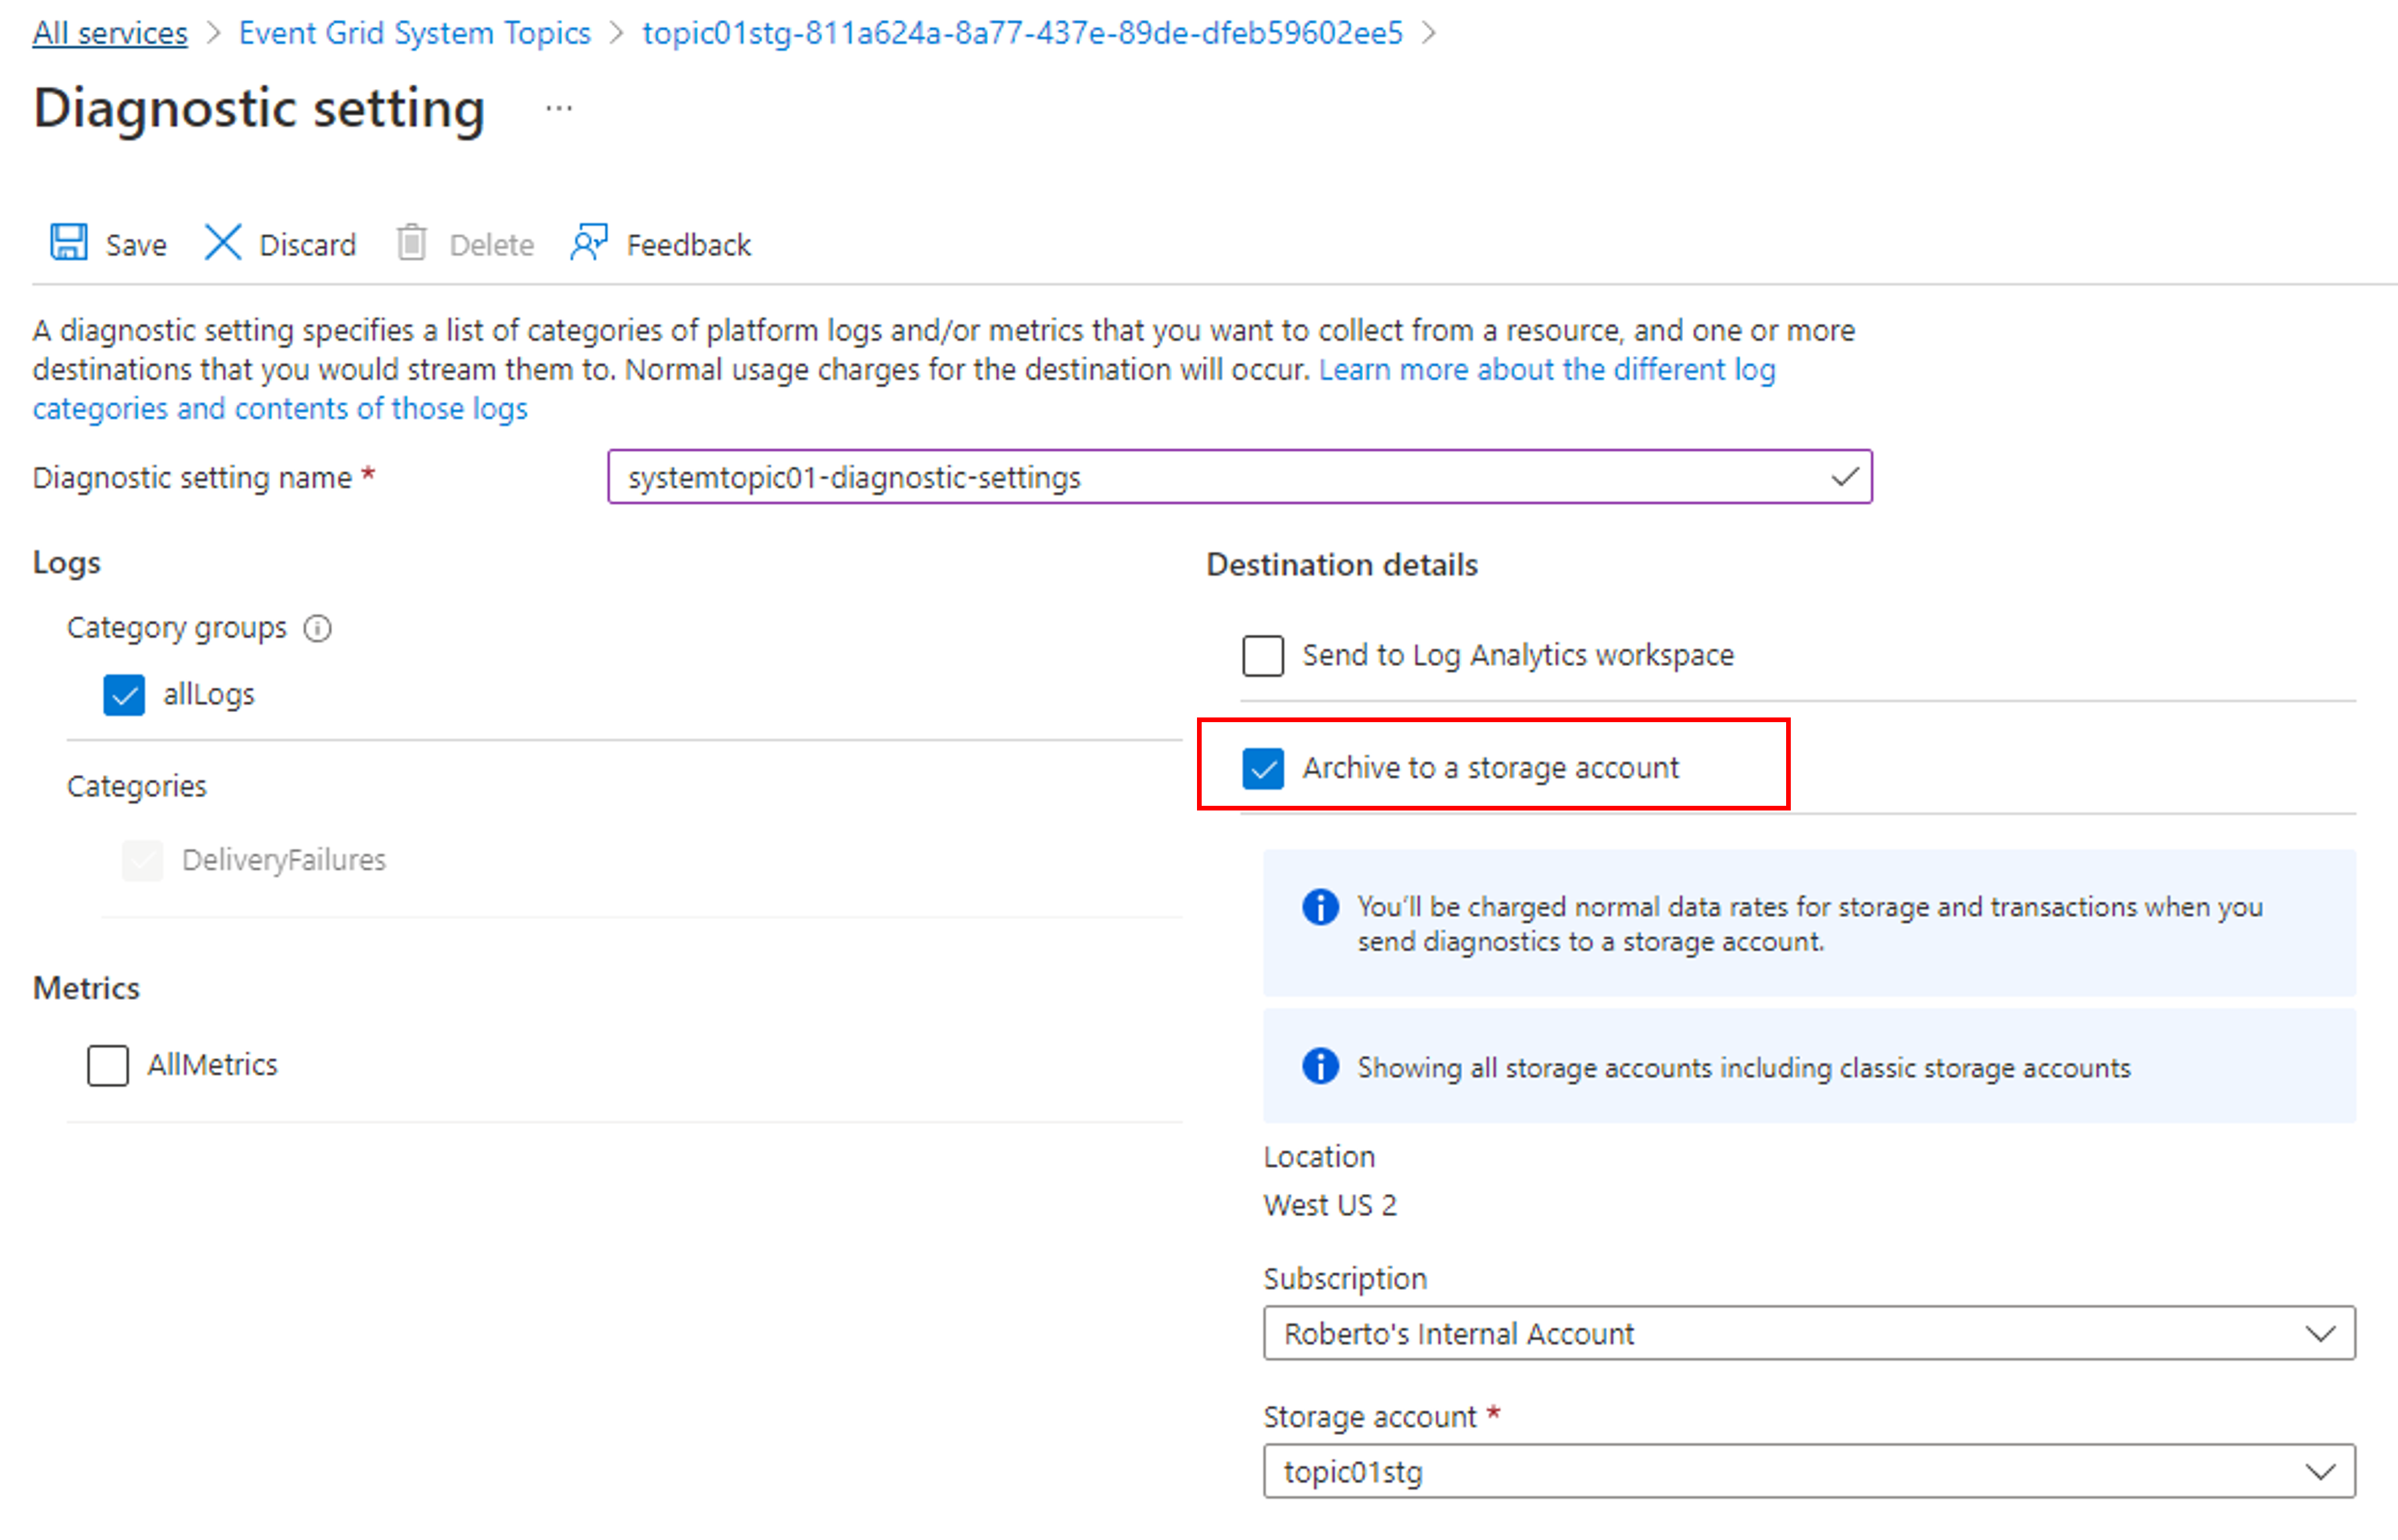 All services > Event Grid System Topics > topic01stg-811a624a-8a77-437e-89de-dfeb59602ee5 >
Diagnostic setting ...
Save Discard Delete Feedback
A diagnostic setting specifies a list of categories of platform logs and/or metrics that you want to collect from a resource, and one or more
destinations that you would stream them to. Normal usage charges for the destination will occur. Learn more about the different log
categories and contents of those logs
Diagnostic setting name *
systemtopic01-diagnostic-settings
Logs
Category groups
allLogs
Categories
DeliveryFailures
Metrics
AllMetrics
Destination details
Send to Log Analytics workspace
Archive to a storage account
You'll be charged normal data rates for storage and transactions when you
send diagnostics to a storage account.
Showing all storage accounts including classic storage accounts
Location
West US 2
Subscription
Roberto's Internal Account
Storage account *
topic01stg